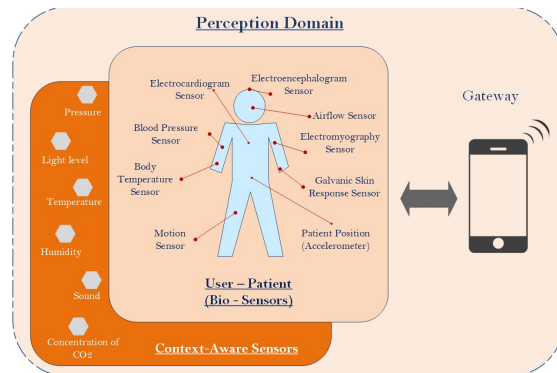 Perception Domain
Electrocardiogram
Sensor
Electroencephalogram
Sensor
Airflow Sensor
Blood Pressure
Sensor
Electromyography
Sensor
Body
Temperature
Sensor
Galvanic Skin
Response Sensor
Motion
Sensor
Patient Position
(Accelerometer)
User – Patient
(Bio - Sensors)
Pressure
Light level
Temperature
Humidity
Sound
Concentration of
CO2
Context-Aware Sensors
Gateway